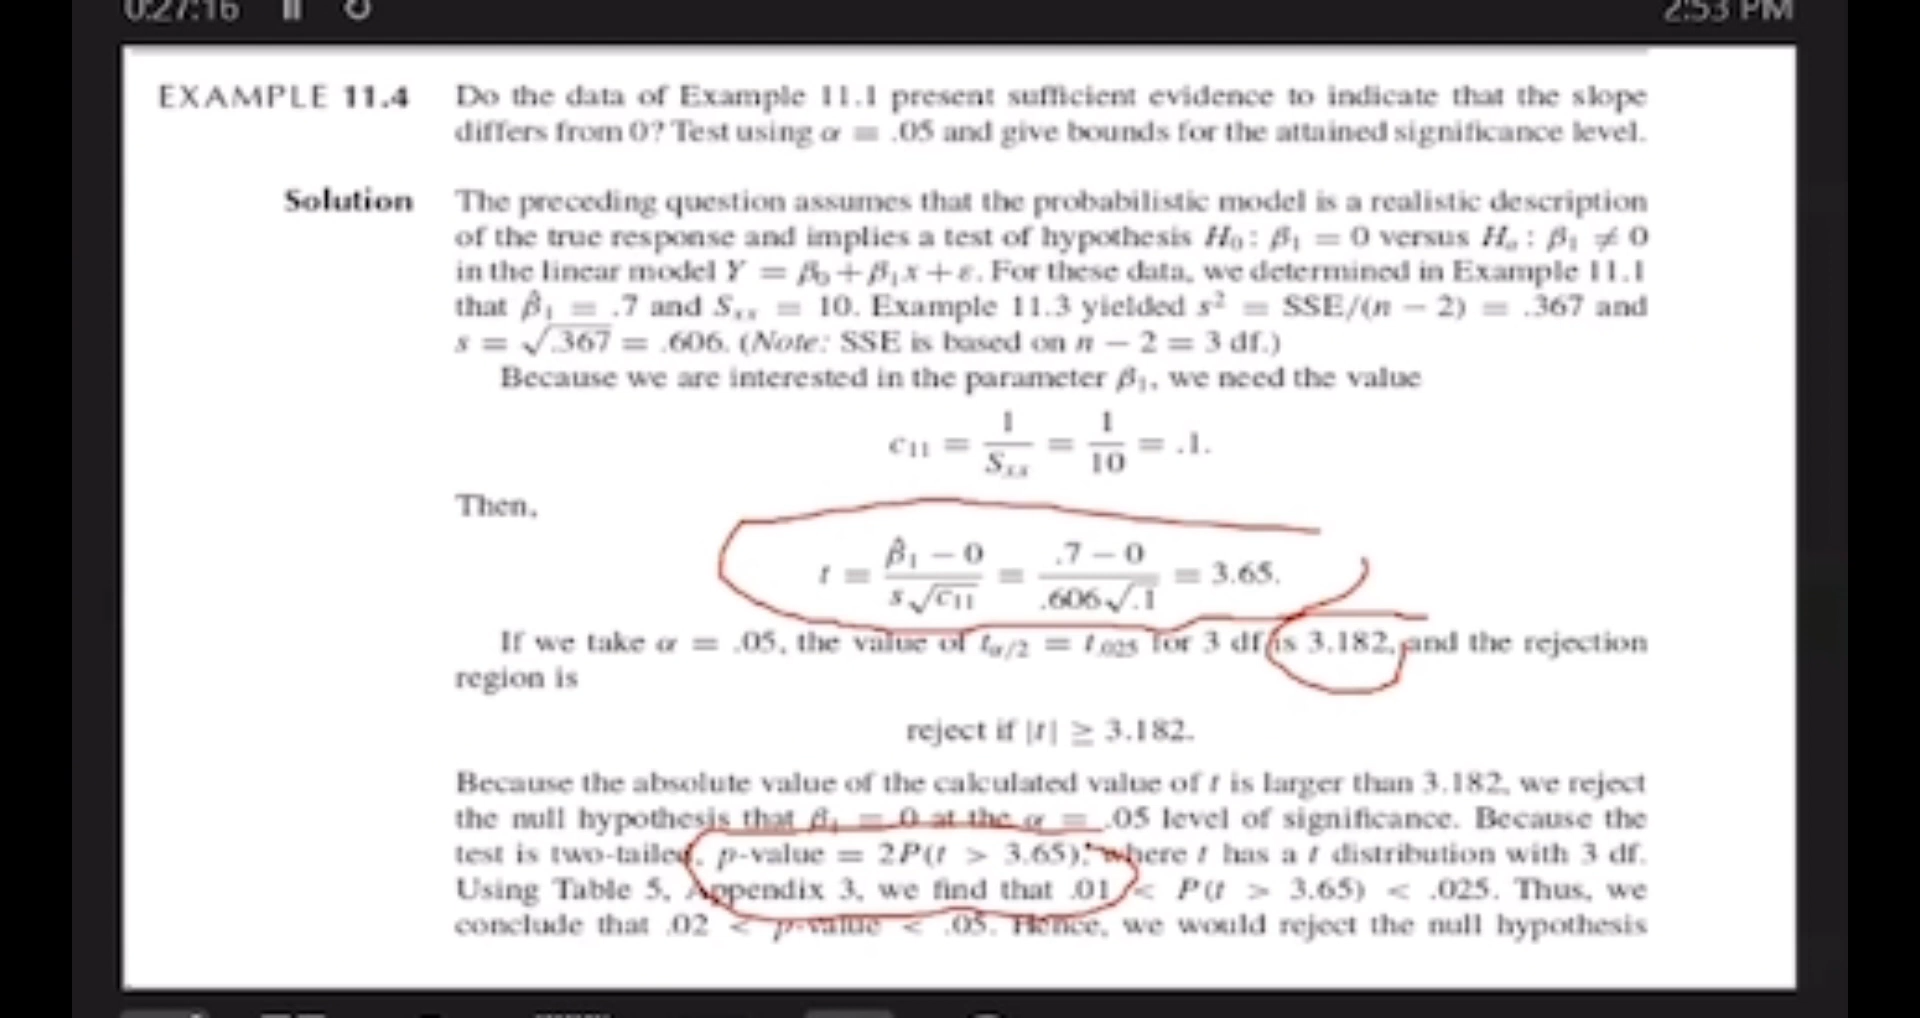 0:27:16
2:53 PM
EXAMPLE 11.4 Do the data of Example 11.1 present sufficient evidence to indicate that the slope
differs from 0? Test using α = .05 and give bounds for the attained significance level.
Solution The preceding question assumes that the probabilistic model is a realistic description
of the true response and implies a test of hypothesis H₀: β₁ = 0 versus Hₐ: β₁ ≠ 0
in the linear model Y = β₀ + β₁x + ε. For these data, we determined in Example 11.1
that β̂₁ = .7 and Sₓₓ = 10. Example 11.3 yielded s² = SSE/(n − 2) = .367 and
s = √.367 = .606. (Note: SSE is based on n − 2 = 3 df.)
Because we are interested in the parameter β₁, we need the value
c₁₁ = 1/Sₓₓ = 1/10 = .1.
Then,
t = (β̂₁ − 0)/(s√c₁₁) = (.7 − 0)/(.606√.1) = 3.65.
If we take α = .05, the value of t_α/2 = t.025 for 3 df is 3.182, and the rejection
region is
reject if |t| ≥ 3.182.
Because the absolute value of the calculated value of t is larger than 3.182, we reject
the null hypothesis that β₁ = 0 at the α = .05 level of significance. Because the
test is two-tailed, p-value = 2P(t > 3.65), where t has a t distribution with 3 df.
Using Table 5, Appendix 3, we find that .01 < P(t > 3.65) < .025. Thus, we
conclude that .02 < p-value < .05. Hence, we would reject the null hypothesis